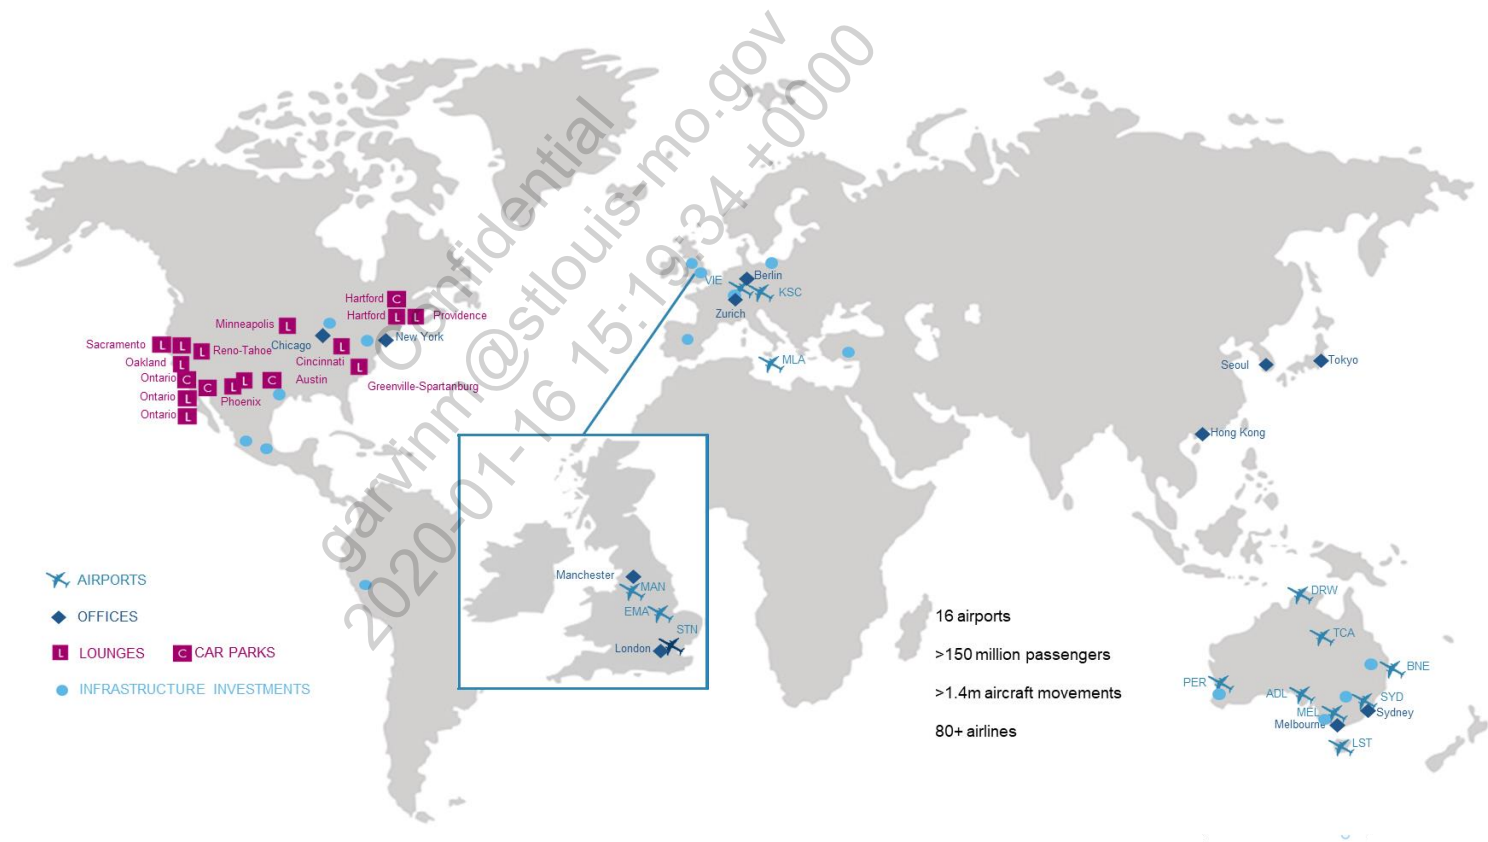 garvinm@stlouis-mo.gov
Confidential
2020-01-16 15:19:34 +0000
Hartford C
Hartford L L Providence
Minneapolis L
Sacramento L L L Reno-Tahoe
Chicago
New York
Oakland L
Cincinnati L
Ontario C
C
L L
Phoenix
C Austin
L Greenville-Spartanburg
Ontario L
Ontario L
VIE
Berlin
KSC
Zurich
MLA
Seoul
Tokyo
Hong Kong
Manchester
MAN
EMA
STN
London
AIRPORTS
OFFICES
L LOUNGES
C CAR PARKS
INFRASTRUCTURE INVESTMENTS
16 airports
>150 million passengers
>1.4m aircraft movements
80+ airlines
DRW
TCA
BNE
PER
ADL
SYD
MEL
Sydney
Melbourne
LST